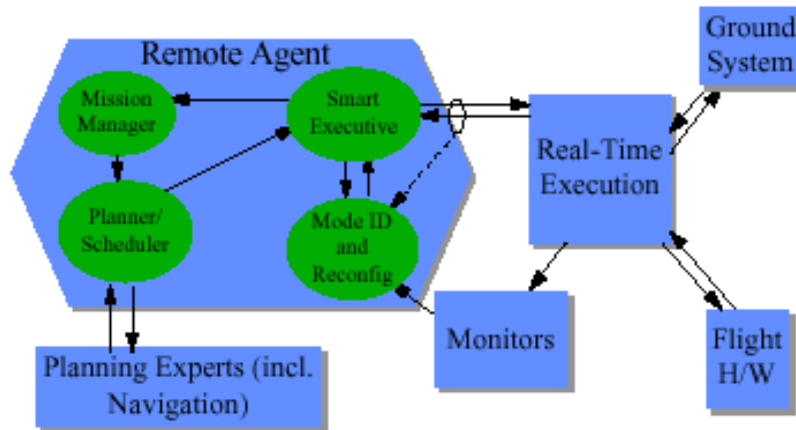 Remote Agent
Mission
Manager
Smart
Executive
Planner/
Scheduler
Mode ID
and
Reconfig
Ground
System
Real-Time
Execution
Monitors
Flight
H/W
Planning Experts (incl.
Navigation)